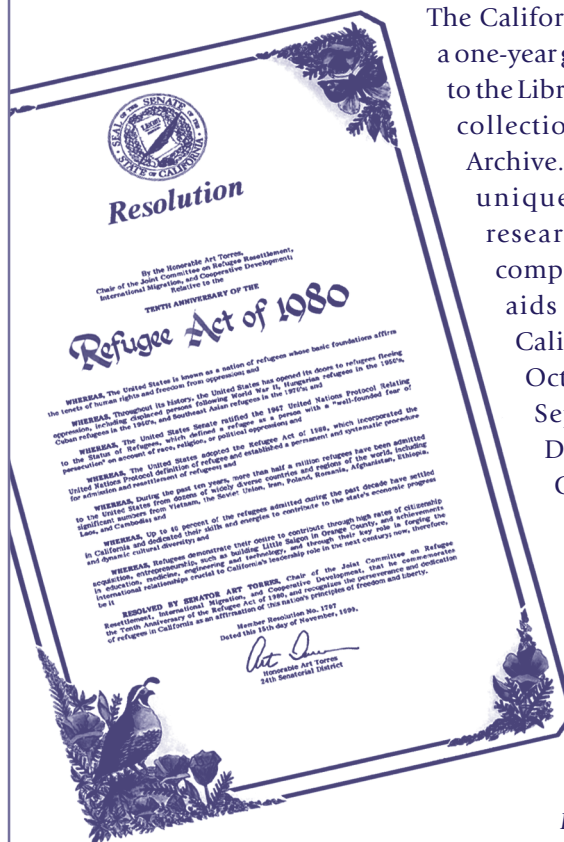 The Califor
a one-year g
to the Libr
collectio
Archive.
unique
resear
comp
aids
Cali
Oct
Se
D
C
SEAL OF THE SENATE OF THE
STATE OF CALIFORNIA
Resolution
By the Honorable Art Torres,
Chair of the Joint Committee on Refugee Resettlement,
International Migration, and Cooperative Development;
Relative to the
TENTH ANNIVERSARY OF THE
Refugee Act of 1980
WHEREAS, The United States is known as a nation of refugees whose basic foundations affirm
the tenets of human rights and freedom from oppression; and
WHEREAS, Throughout its history, the United States has opened its doors to refugees fleeing
oppression, including displaced persons following World War II, Hungarian refugees in the 1950's,
Cuban refugees in the 1960's, and Southeast Asian refugees in the 1970's; and
WHEREAS, The United States Senate ratified the 1967 United Nations Protocol Relating
to the Status of Refugees, which defined a refugee as a person with a "well-founded fear of
persecution" on account of race, religion, or political oppression; and
WHEREAS, The United States adopted the Refugee Act of 1980, which incorporated the
United Nations Protocol definition of refugee and established a permanent and systematic procedure
for admission and resettlement of refugees; and
WHEREAS, During the past ten years, more than half a million refugees have been admitted
to the United States from dozens of widely diverse countries and regions of the world, including
significant numbers from Vietnam, the Soviet Union, Iran, Poland, Romania, Afghanistan, Ethiopia,
Laos, and Cambodia; and
WHEREAS, Up to 40 percent of the refugees admitted during the past decade have settled
in California and dedicated their skills and energies to contribute to the state's economic progress
and dynamic cultural diversity; and
WHEREAS, Refugees demonstrate their desire to contribute through high rates of citizenship
acquisition, entrepreneurship, such as building Little Saigon in Orange County, and achievements
in education, medicine, engineering and technology, and through their key role in forging the
international relationships crucial to California's leadership role in the next century; now, therefore,
be it
RESOLVED BY SENATOR ART TORRES, Chair of the Joint Committee on Refugee
Resettlement, International Migration, and Cooperative Development, that he commemorates
the Tenth Anniversary of the Refugee Act of 1980, and recognizes the perseverance and dedication
of refugees in California as an affirmation of this nation's principles of freedom and liberty.
Member Resolution No. 1707
Dated this 15th day of November, 1990.
Honorable Art Torres
24th Senatorial District